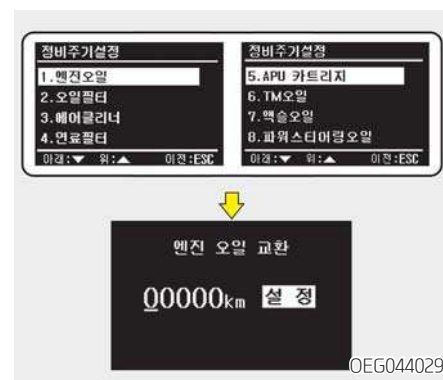 정비주기설정
1.엔진오일
2.오일필터
3.에어클리너
4.연료필터
아래:▼ 위:▲ 이전:ESC
정비주기설정
5.APU 카트리지
6.TM오일
7.액슬오일
8.파워스티어링오일
아래:▼ 위:▲ 이전:ESC
엔진 오일 교환
00000km 설 정
OEG044029